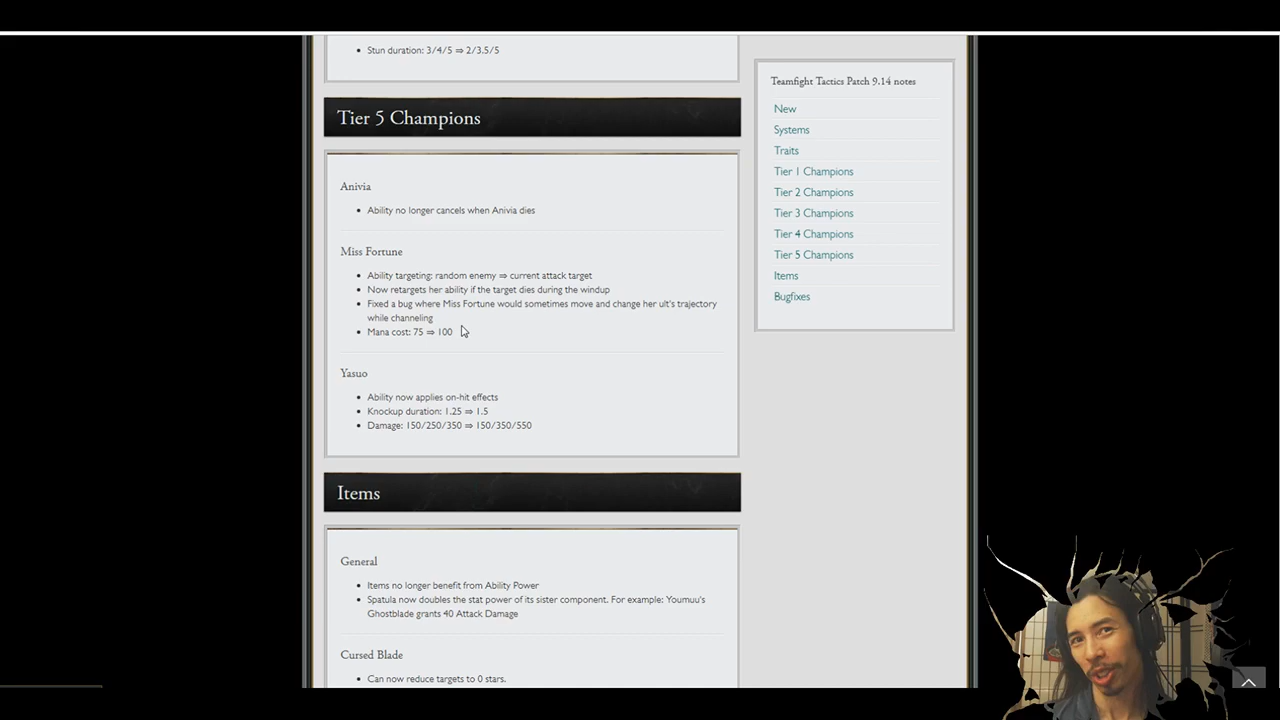 Stun duration: 3/4/5 ⇒ 2/3.5/5
Tier 5 Champions
Anivia
Ability no longer cancels when Anivia dies
Miss Fortune
Ability targeting: random enemy ⇒ current attack target
Now retargets her ability if the target dies during the windup
Fixed a bug where Miss Fortune would sometimes move and change her ult's trajectory
while channeling
Mana cost: 75 ⇒ 100
Yasuo
Ability now applies on-hit effects
Knockup duration: 1.25 ⇒ 1.5
Damage: 150/250/350 ⇒ 150/350/550
Items
General
Items no longer benefit from Ability Power
Spatula now doubles the stat power of its sister component. For example: Youmuu's
Ghostblade grants 40 Attack Damage
Cursed Blade
Can now reduce targets to 0 stars.
Teamfight Tactics Patch 9.14 notes
New
Systems
Traits
Tier 1 Champions
Tier 2 Champions
Tier 3 Champions
Tier 4 Champions
Tier 5 Champions
Items
Bugfixes